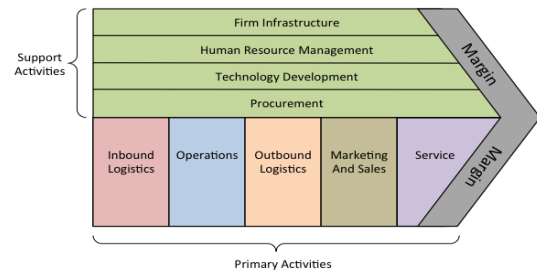 Firm Infrastructure
Human Resource Management
Support
Activities
Technology Development
Procurement
Margin
Margin
Inbound
Logistics
Operations
Outbound
Logistics
Marketing
And Sales
Service
Primary Activities